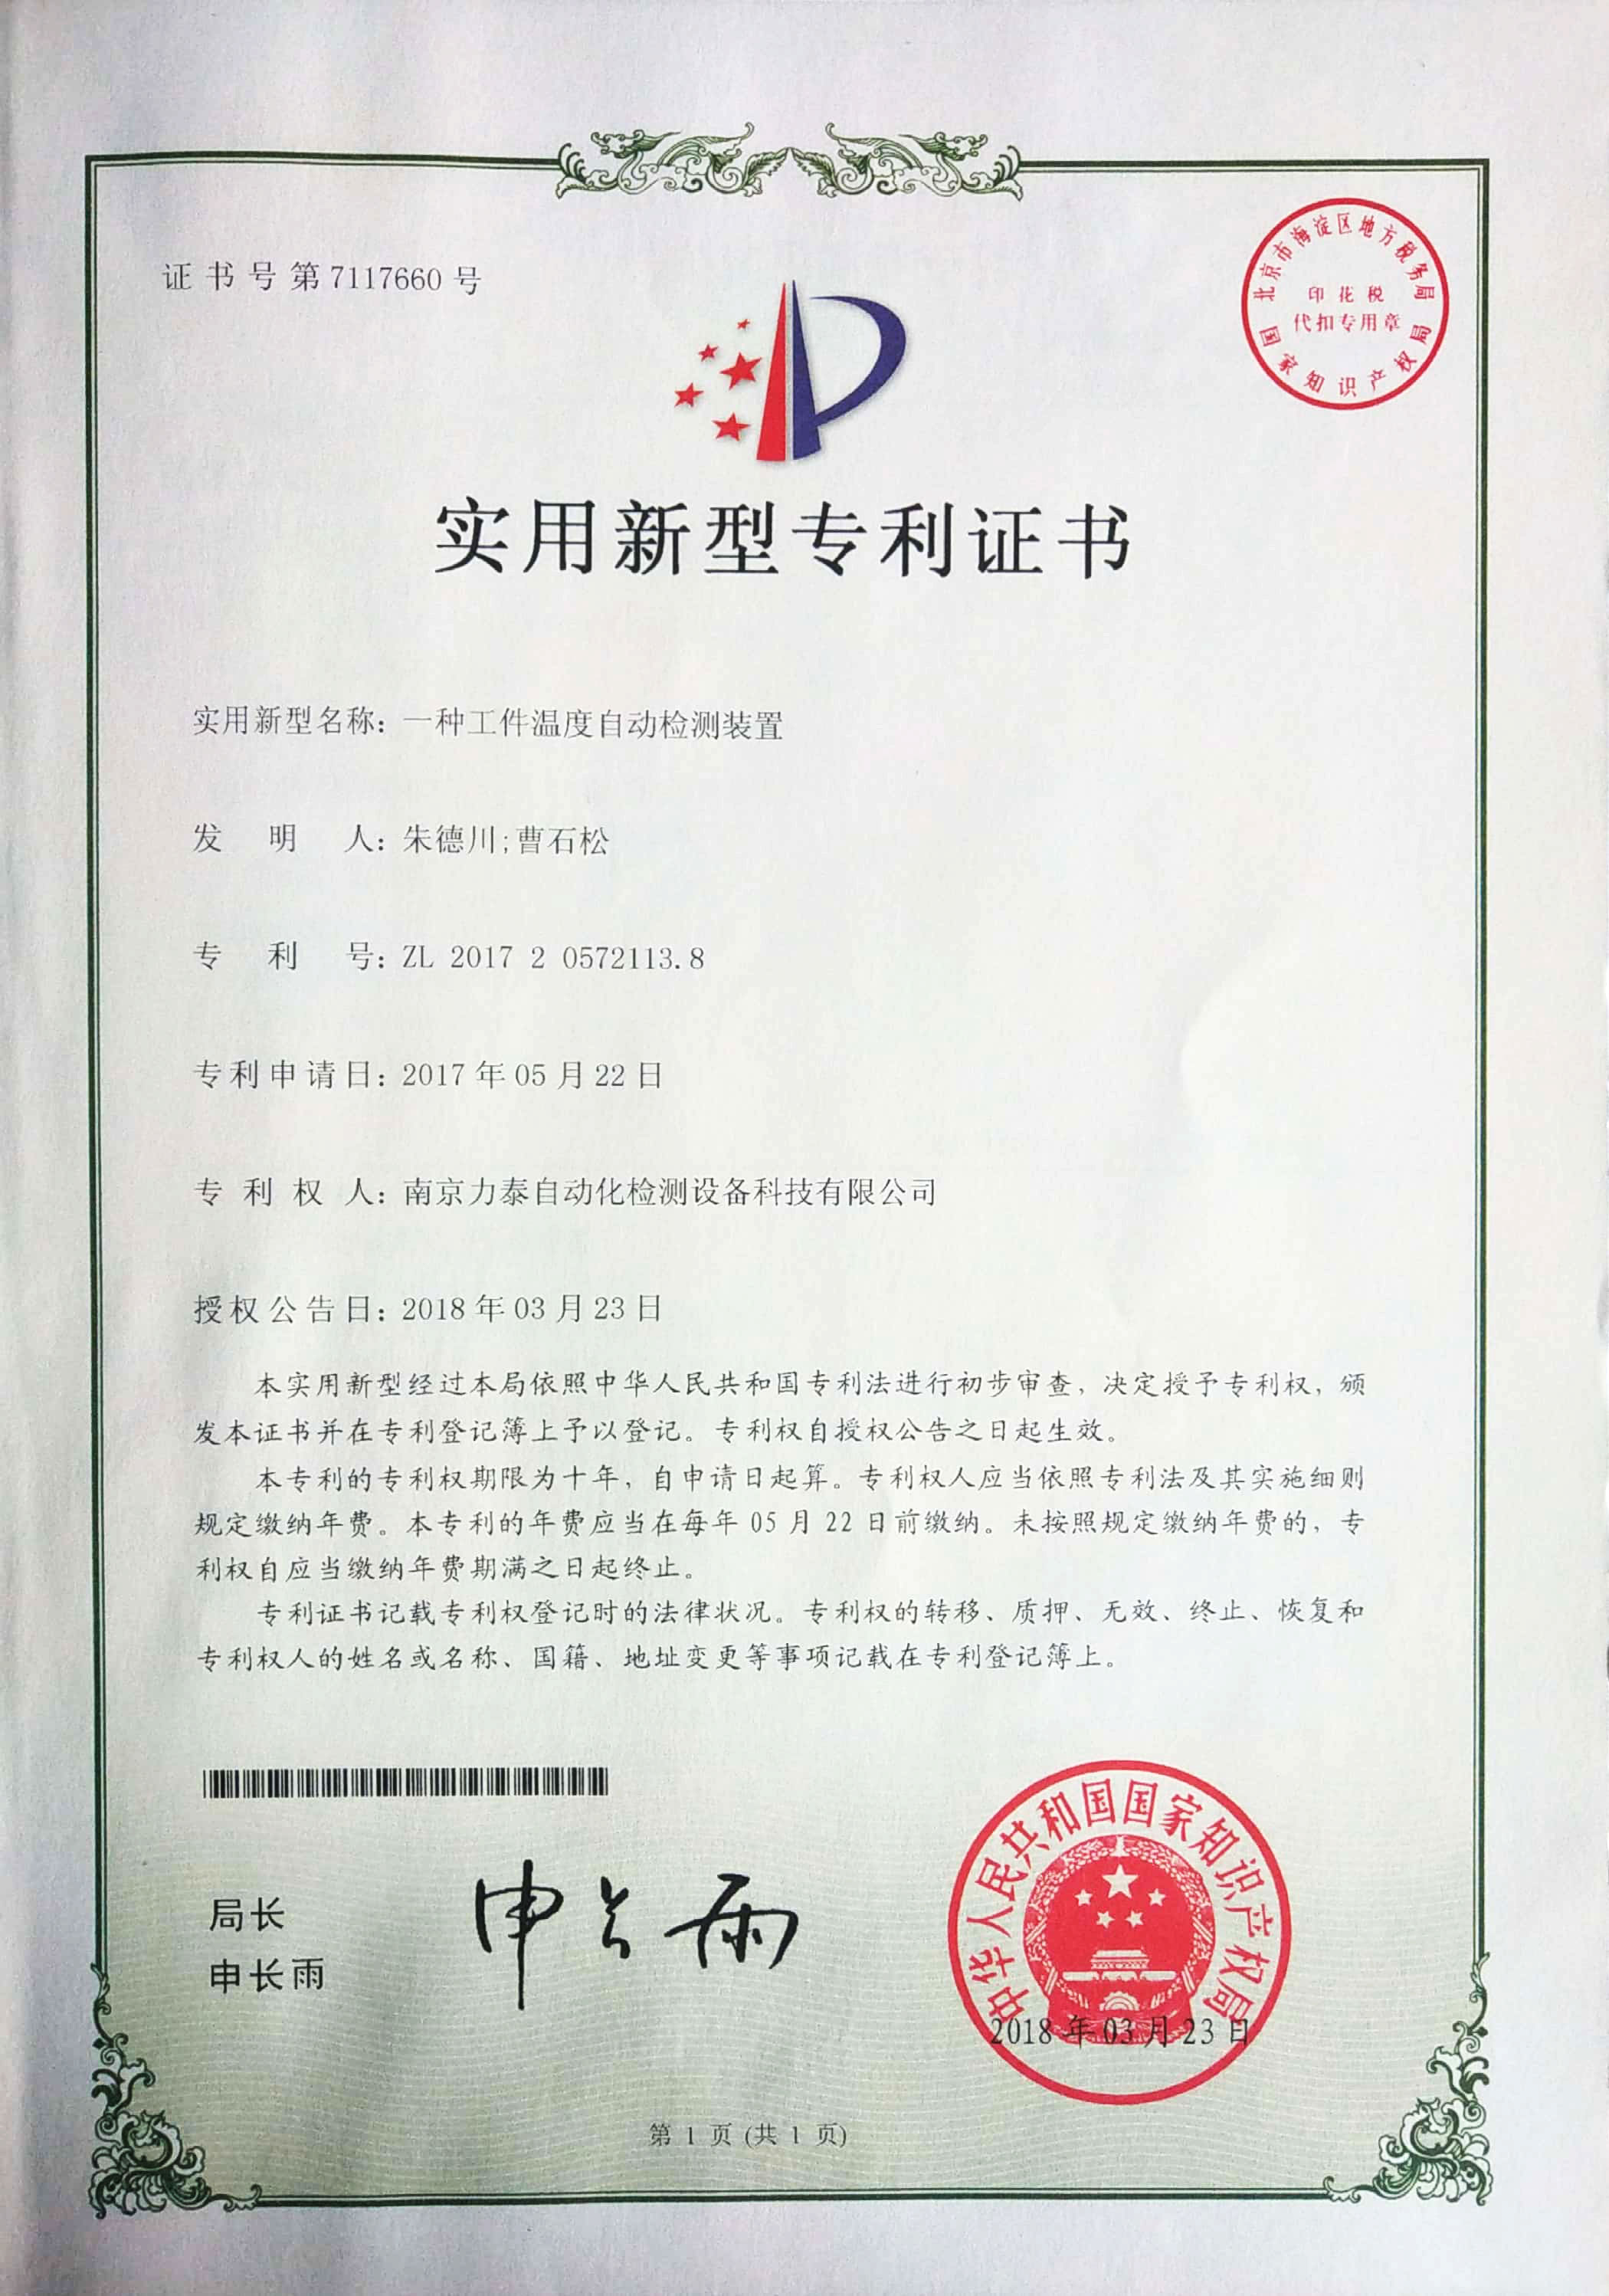 证书号第7117660号
北京市海淀区地方税务局
印花税
代扣专用章
国家知识产权局
实用新型专利证书
实用新型名称：一种工件温度自动检测装置
发明人：朱德川;曹石松
专利号：ZL 2017 2 0572113.8
专利申请日：2017年05月22日
专利权人：南京力泰自动化检测设备科技有限公司
授权公告日：2018年03月23日
本实用新型经过本局依照中华人民共和国专利法进行初步审查，决定授予专利权，颁
发本证书并在专利登记簿上予以登记。专利权自授权公告之日起生效。
本专利的专利权期限为十年，自申请日起算。专利权人应当依照专利法及其实施细则
规定缴纳年费。本专利的年费应当在每年05月22日前缴纳。未按照规定缴纳年费的，专
利权自应当缴纳年费期满之日起终止。
专利证书记载专利权登记时的法律状况。专利权的转移、质押、无效、终止、恢复和
专利权人的姓名或名称、国籍、地址变更等事项记载在专利登记簿上。
局长
申长雨
申长雨
中华人民共和国国家知识产权局
2018年03月23日
第1页(共1页)